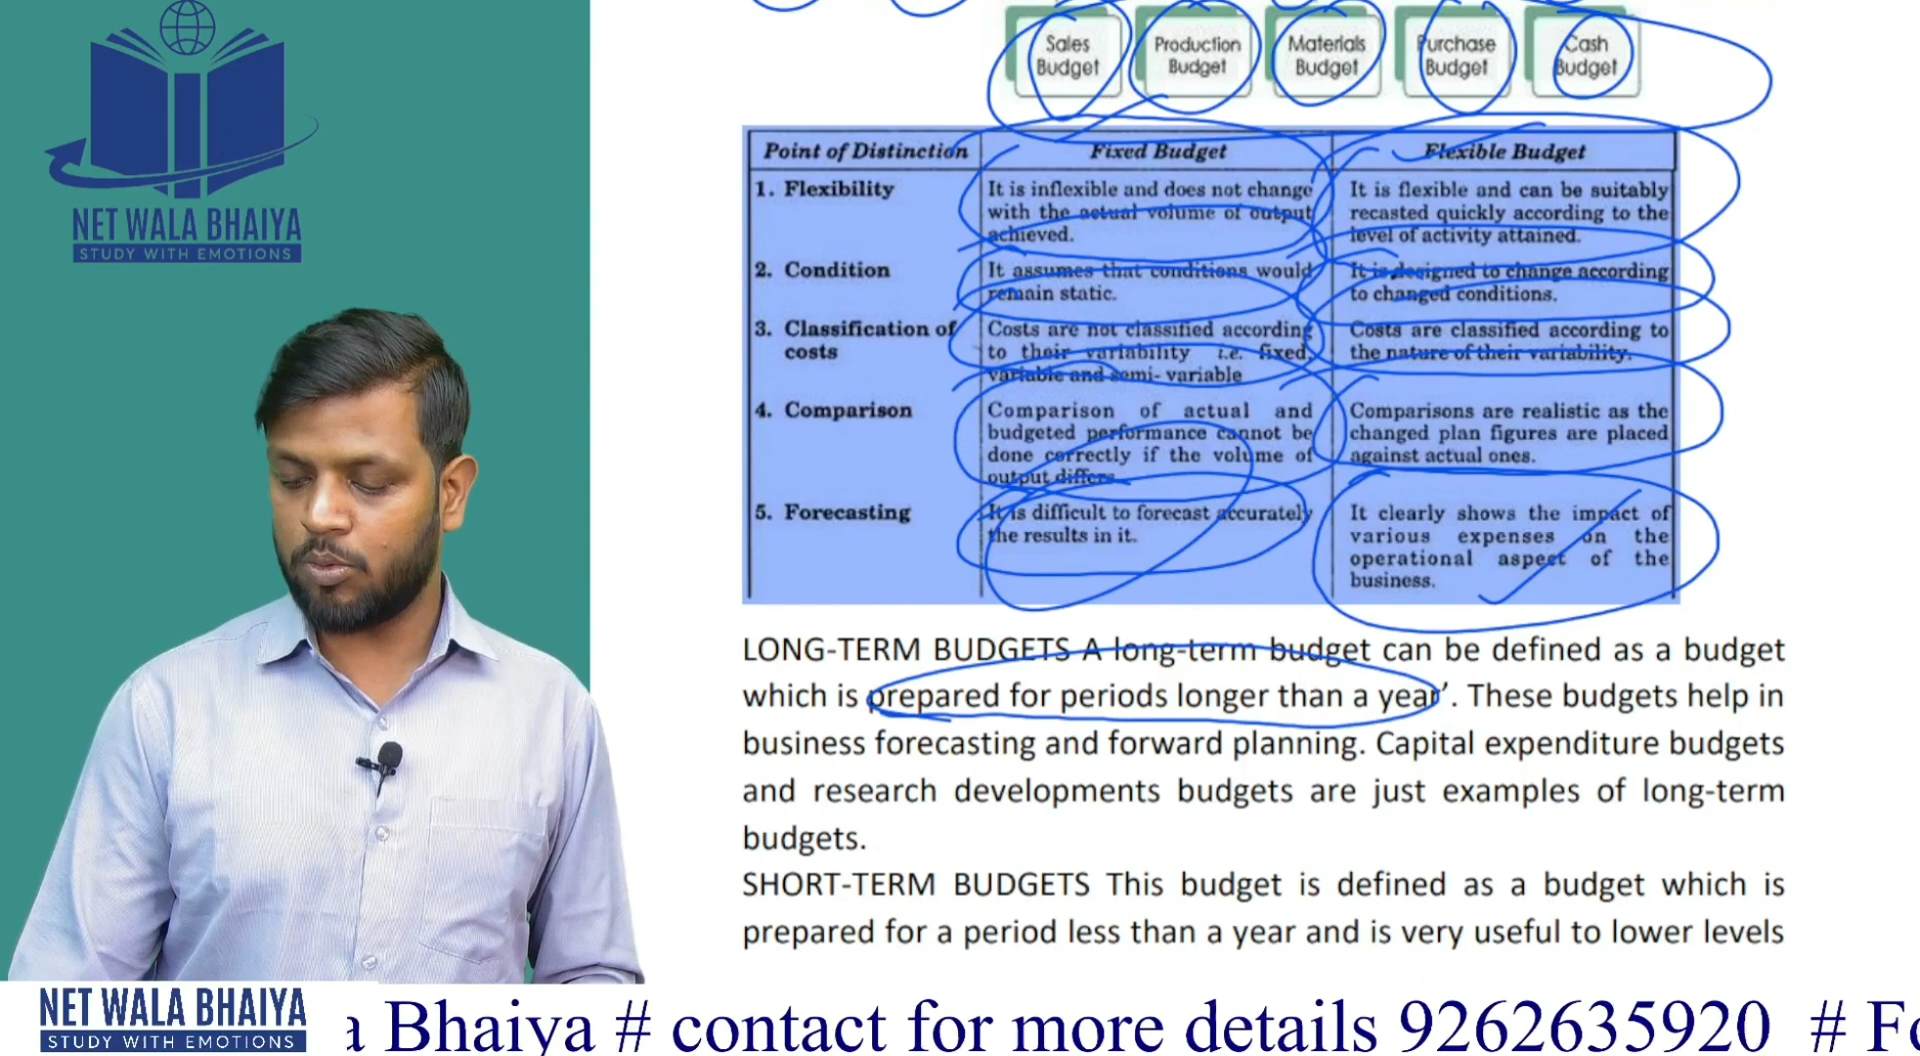 Sales Budget
Production Budget
Materials Budget
Purchase Budget
Cash Budget
NET WALA BHAIYA
STUDY WITH EMOTIONS
Point of Distinction Fixed Budget Flexible Budget
1. Flexibility
It is inflexible and does not change
with the actual volume of output
achieved.
It is flexible and can be suitably
recasted quickly according to the
level of activity attained.
2. Condition
It assumes that conditions would
remain static.
It is designed to change according
to changed conditions.
3. Classification of
costs
Costs are not classified according
to their variability i.e. fixed,
variable and semi- variable
Costs are classified according to
the nature of their variability.
4. Comparison
Comparison of actual and
budgeted performance cannot be
done correctly if the volume of
output differs.
Comparisons are realistic as the
changed plan figures are placed
against actual ones.
5. Forecasting
It is difficult to forecast accurately
the results in it.
It clearly shows the impact of
various expenses on the
operational aspect of the
business.
LONG-TERM BUDGETS A long-term budget can be defined as a budget
which is prepared for periods longer than a year’. These budgets help in
business forecasting and forward planning. Capital expenditure budgets
and research developments budgets are just examples of long-term
budgets.
SHORT-TERM BUDGETS This budget is defined as a budget which is
prepared for a period less than a year and is very useful to lower levels
NET WALA BHAIYA
STUDY WITH EMOTIONS
a Bhaiya # contact for more details 9262635920 # Fo